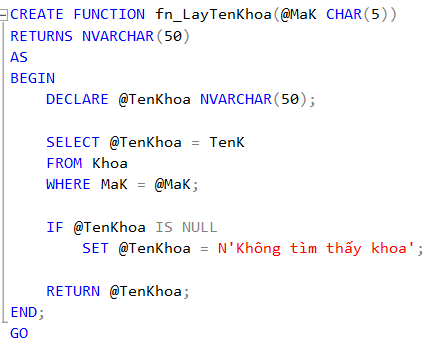 CREATE FUNCTION fn_LayTenKhoa(@MaK CHAR(5))
RETURNS NVARCHAR(50)
AS
BEGIN
    DECLARE @TenKhoa NVARCHAR(50);

    SELECT @TenKhoa = TenK
    FROM Khoa
    WHERE MaK = @MaK;

    IF @TenKhoa IS NULL
        SET @TenKhoa = N'Không tìm thấy khoa';

    RETURN @TenKhoa;
END;
GO